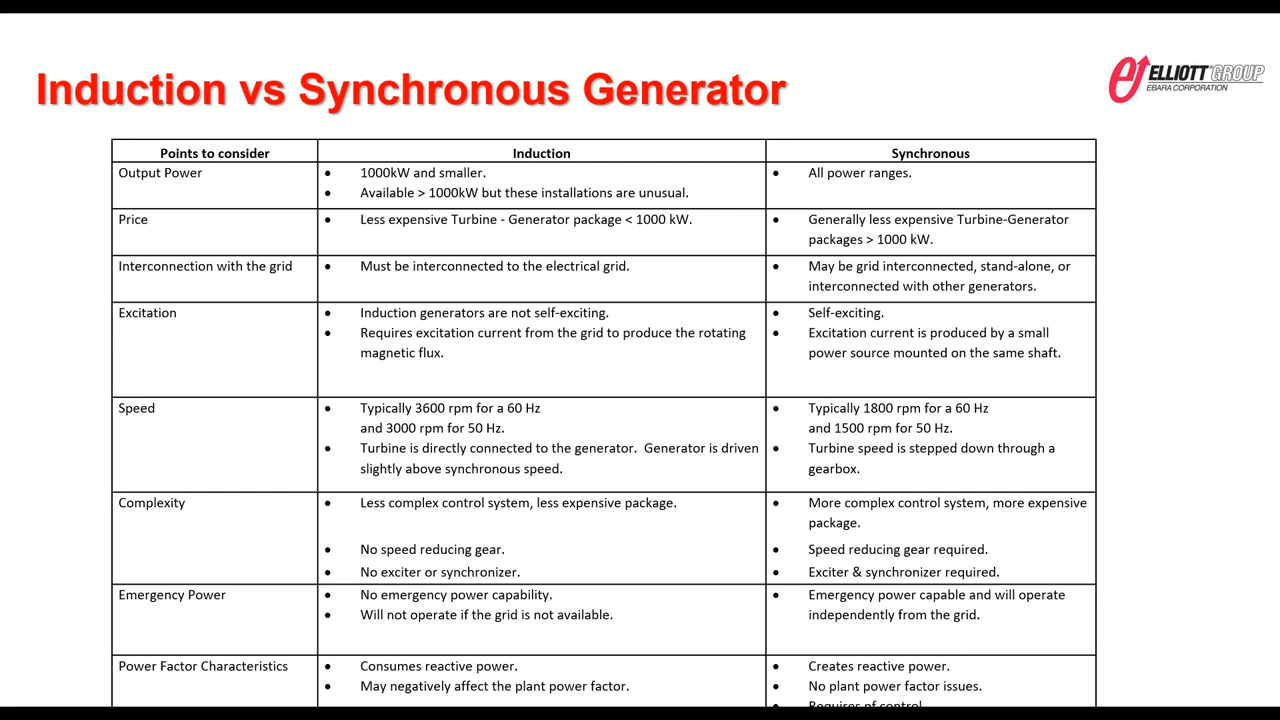 Induction vs Synchronous Generator
ELLIOTT GROUP
EBARA CORPORATION
Points to consider Induction Synchronous
Output Power
• 1000kW and smaller.
• Available > 1000kW but these installations are unusual.
• All power ranges.
Price
• Less expensive Turbine - Generator package < 1000 kW.
• Generally less expensive Turbine-Generator
packages > 1000 kW.
Interconnection with the grid
• Must be interconnected to the electrical grid.
• May be grid interconnected, stand-alone, or
interconnected with other generators.
Excitation
• Induction generators are not self-exciting.
• Requires excitation current from the grid to produce the rotating
magnetic flux.
• Self-exciting.
• Excitation current is produced by a small
power source mounted on the same shaft.
Speed
• Typically 3600 rpm for a 60 Hz
and 3000 rpm for 50 Hz.
• Turbine is directly connected to the generator. Generator is driven
slightly above synchronous speed.
• Typically 1800 rpm for a 60 Hz
and 1500 rpm for 50 Hz.
• Turbine speed is stepped down through a
gearbox.
Complexity
• Less complex control system, less expensive package.
• No speed reducing gear.
• No exciter or synchronizer.
• More complex control system, more expensive
package.
• Speed reducing gear required.
• Exciter & synchronizer required.
Emergency Power
• No emergency power capability.
• Will not operate if the grid is not available.
• Emergency power capable and will operate
independently from the grid.
Power Factor Characteristics
• Consumes reactive power.
• May negatively affect the plant power factor.
• Creates reactive power.
• No plant power factor issues.
• Requires pf control